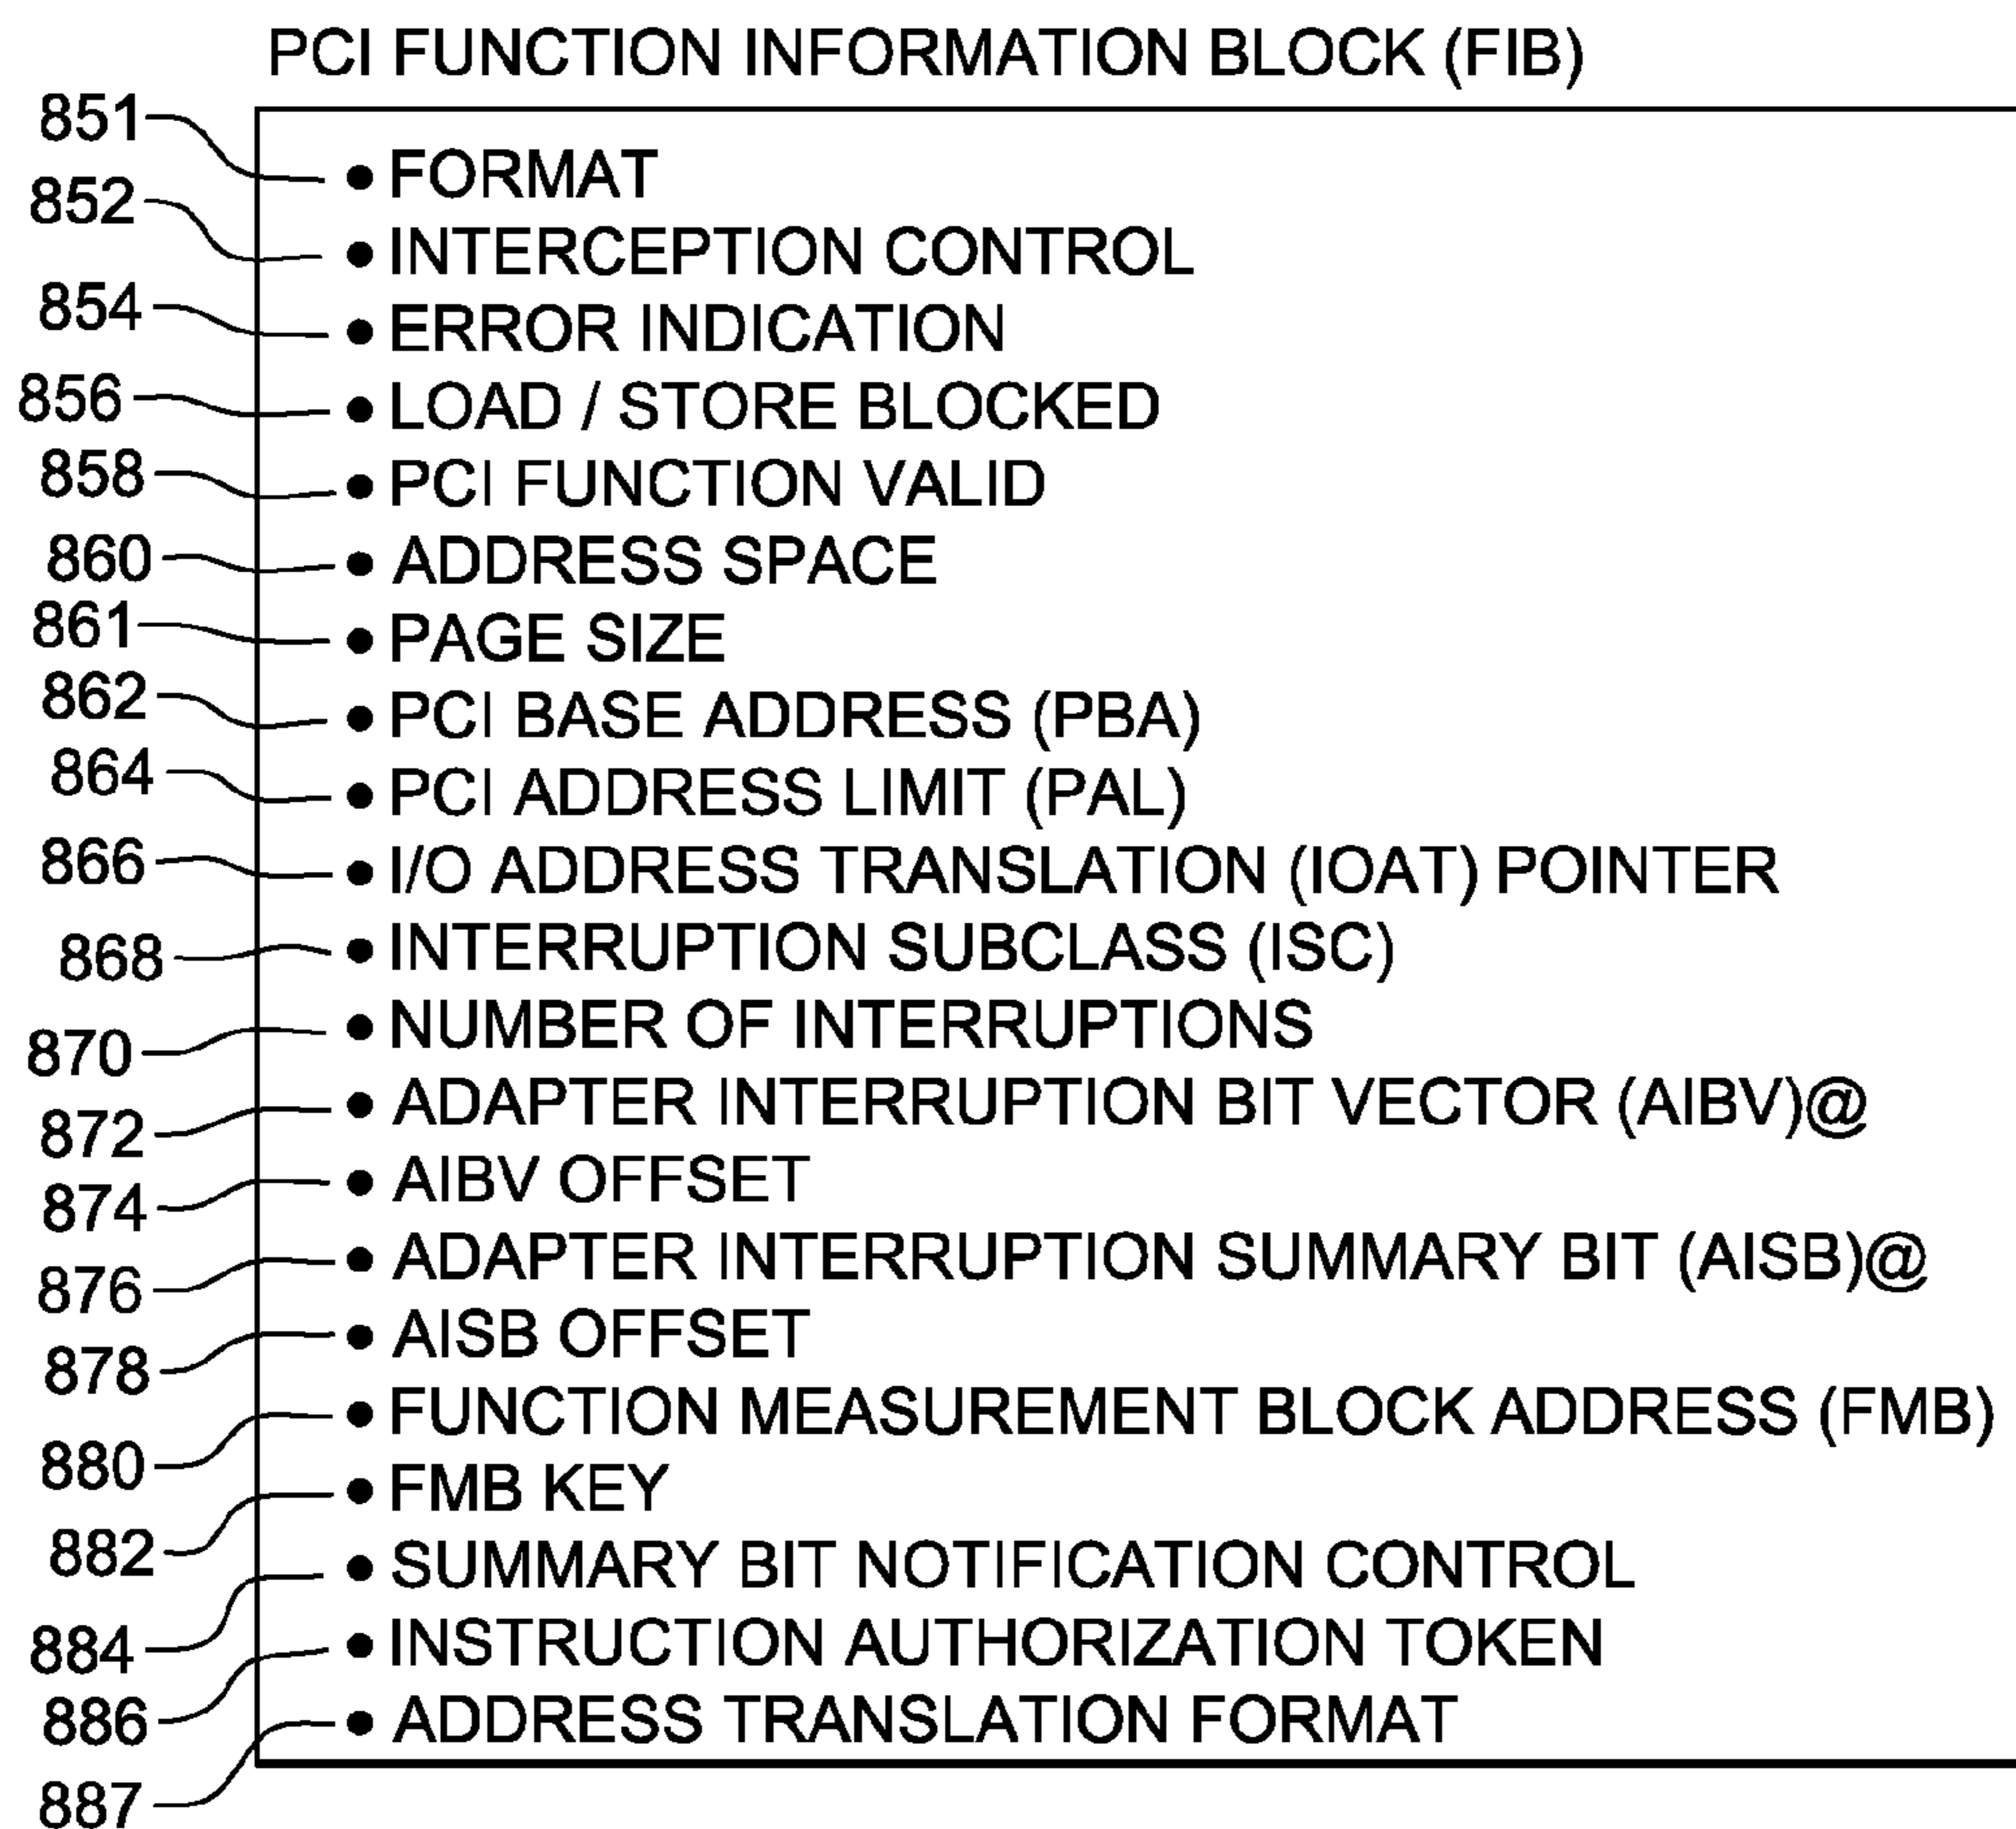 PCI FUNCTION INFORMATION BLOCK (FIB)
851 • FORMAT
852 • INTERCEPTION CONTROL
854 • ERROR INDICATION
856 • LOAD / STORE BLOCKED
858 • PCI FUNCTION VALID
860 • ADDRESS SPACE
861 • PAGE SIZE
862 • PCI BASE ADDRESS (PBA)
864 • PCI ADDRESS LIMIT (PAL)
866 • I/O ADDRESS TRANSLATION (IOAT) POINTER
868 • INTERRUPTION SUBCLASS (ISC)
870 • NUMBER OF INTERRUPTIONS
872 • ADAPTER INTERRUPTION BIT VECTOR (AIBV)@
874 • AIBV OFFSET
876 • ADAPTER INTERRUPTION SUMMARY BIT (AISB)@
878 • AISB OFFSET
880 • FUNCTION MEASUREMENT BLOCK ADDRESS (FMB)
882 • FMB KEY
884 • SUMMARY BIT NOTIFICATION CONTROL
886 • INSTRUCTION AUTHORIZATION TOKEN
887 • ADDRESS TRANSLATION FORMAT